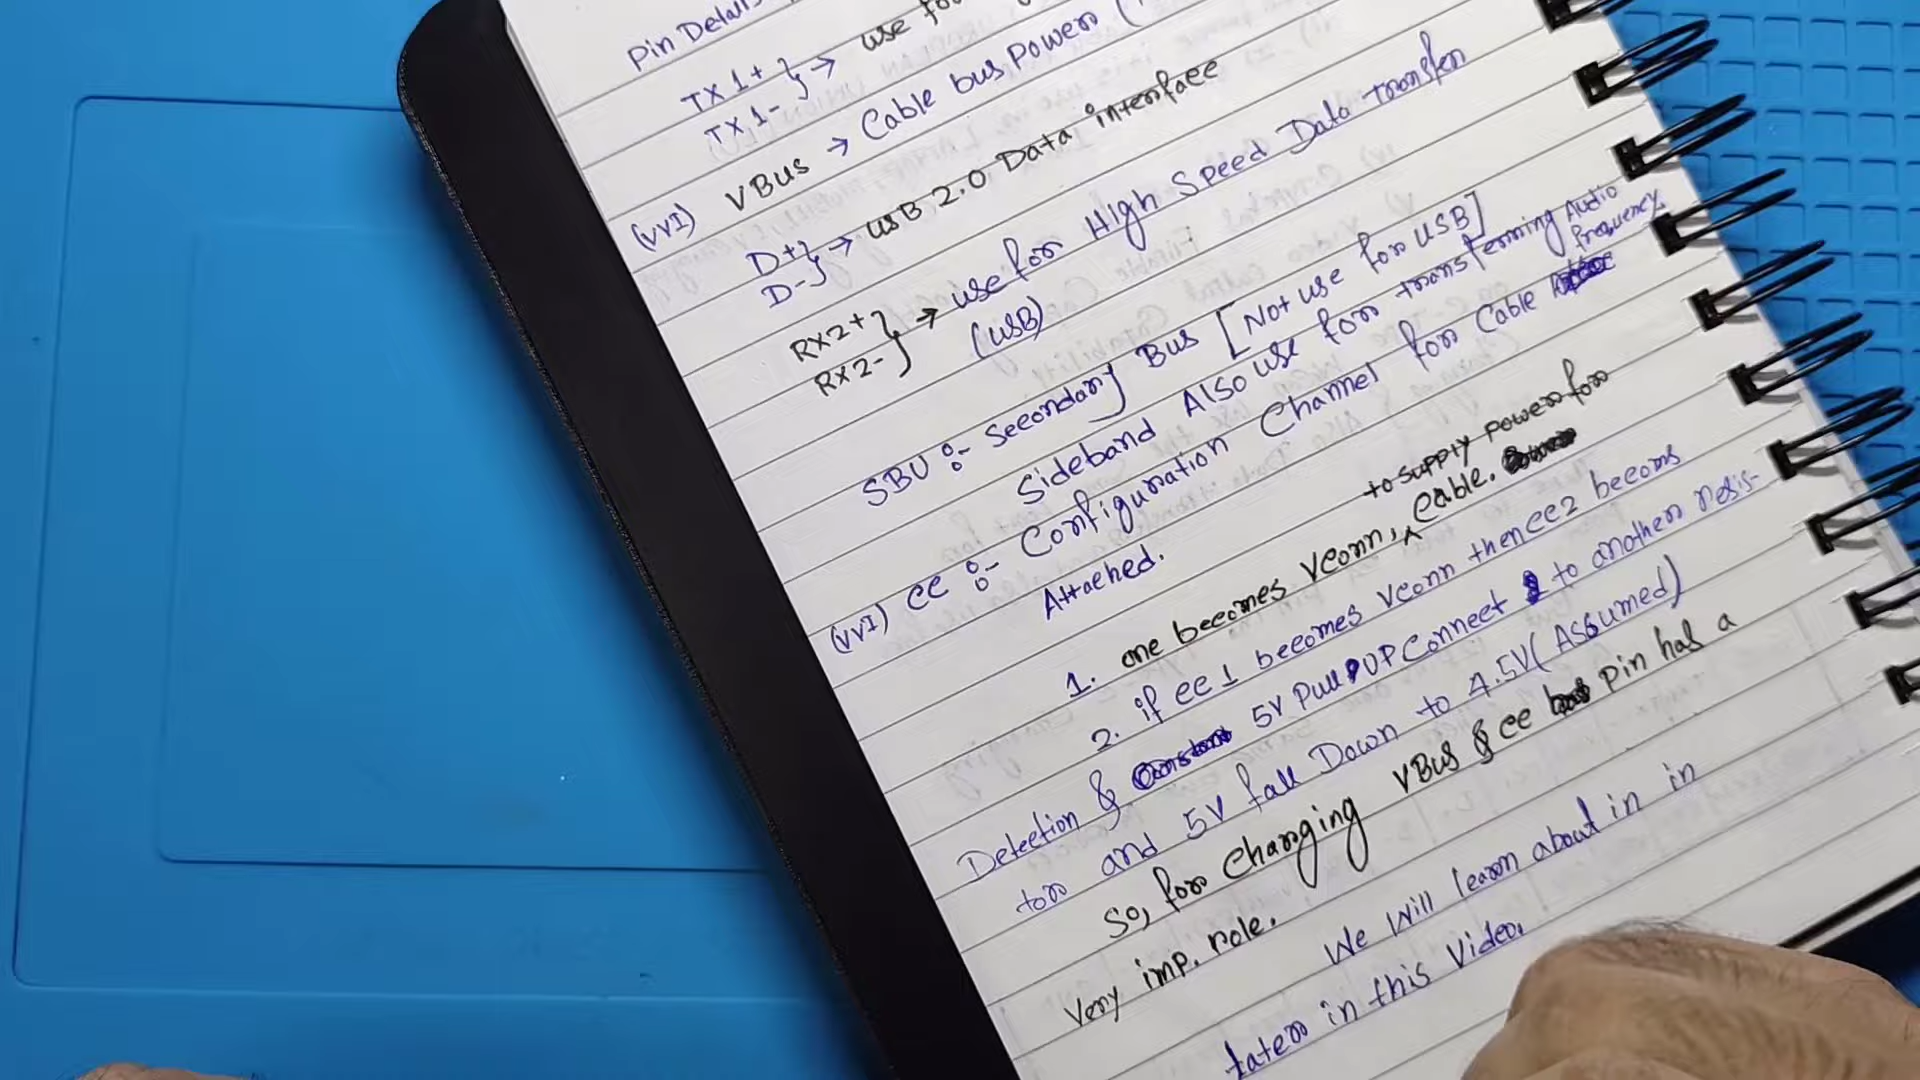 Pin Details
TX 1+ } → use for
TX 1-
(VVI) VBus → Cable bus Power (
D+ } → USB 2.0 Data interface
D-
RX2+ } → use for High Speed Data transfer
RX2- (USB)
SBU :- Secondary Bus [Not use for USB]
Sideband Also use for transferring Audio frequency.
(VVI) CC :- Configuration Channel for Cable
Attached.
1. one becomes Vconn, to supply power for cable.
2. if CC1 becomes Vconn then CC2 becoms
Detection & 5V Pull UP Connect to another resis-
tor and 5V fall Down to 4.5V (Assumed)
So, for Charging VBus & CC Pin has a
very imp. role.
We Will learn about in in
later in this video.